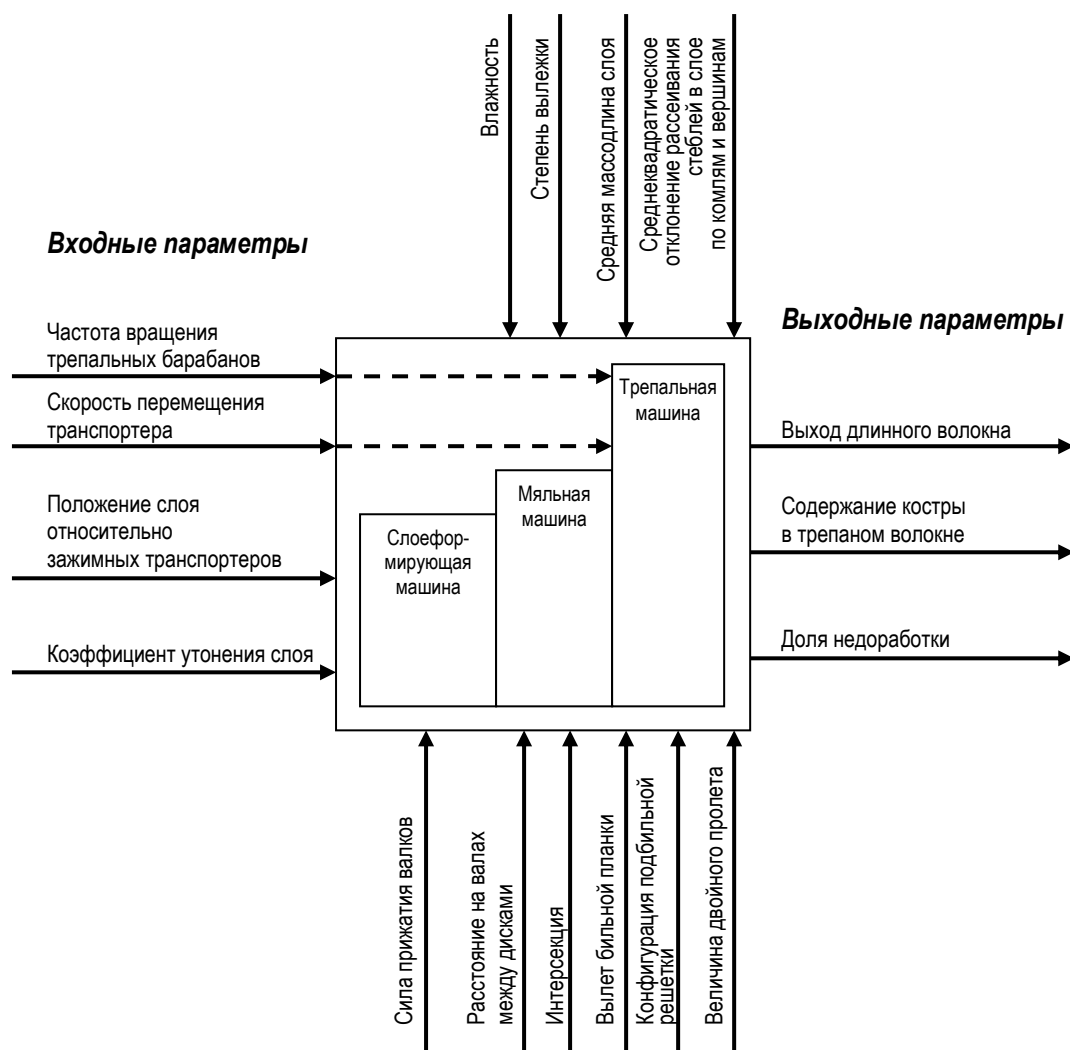 Влажность
Степень вылежки
Средняя массодлина слоя
Среднеквадратическое
отклонение рассеивания
стеблей в слое
по комлям и вершинам
Входные параметры
Выходные параметры
Частота вращения
трепальных барабанов
Скорость перемещения
транспортера
Положение слоя
относительно
зажимных транспортеров
Коэффициент утонения слоя
Слоефор-
мирующая
машина
Мяльная
машина
Трепальная
машина
Выход длинного волокна
Содержание костры
в трепаном волокне
Доля недоработки
Сила прижатия валков
Расстояние на валах
между дисками
Интерсекция
Вылет бильной планки
Конфигурация подбильной
решетки
Величина двойного пролета